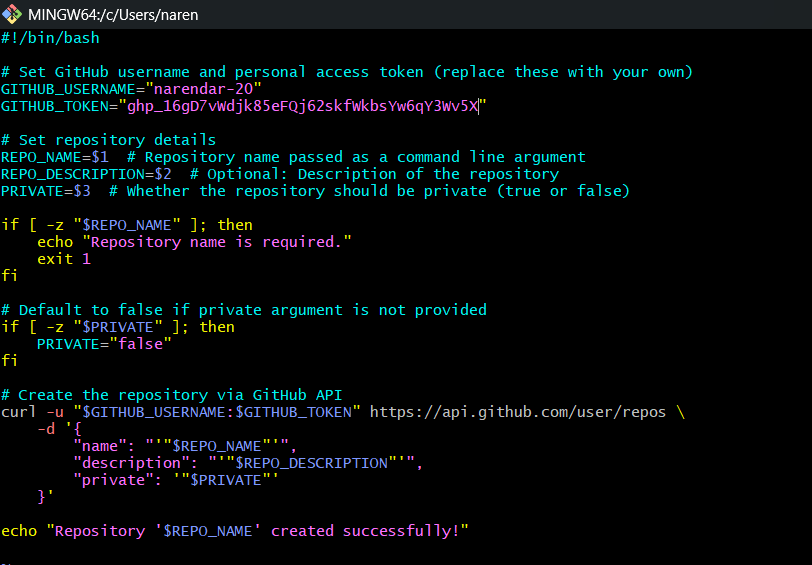 MINGW64:/c/Users/naren
#!/bin/bash
# Set GitHub username and personal access token (replace these with your own)
GITHUB_USERNAME="narendar-20"
GITHUB_TOKEN="ghp_16gD7vWdjk85eFQj62skfWkbsYw6qY3Wv5X"
# Set repository details
REPO_NAME=$1  # Repository name passed as a command line argument
REPO_DESCRIPTION=$2  # Optional: Description of the repository
PRIVATE=$3  # Whether the repository should be private (true or false)
if [ -z "$REPO_NAME" ]; then
    echo "Repository name is required."
    exit 1
fi
# Default to false if private argument is not provided
if [ -z "$PRIVATE" ]; then
    PRIVATE="false"
fi
# Create the repository via GitHub API
curl -u "$GITHUB_USERNAME:$GITHUB_TOKEN" https://api.github.com/user/repos \
    -d '{
        "name": "'"$REPO_NAME"'",
        "description": "'"$REPO_DESCRIPTION"'",
        "private": '"$PRIVATE"'
    }'
echo "Repository '$REPO_NAME' created successfully!"